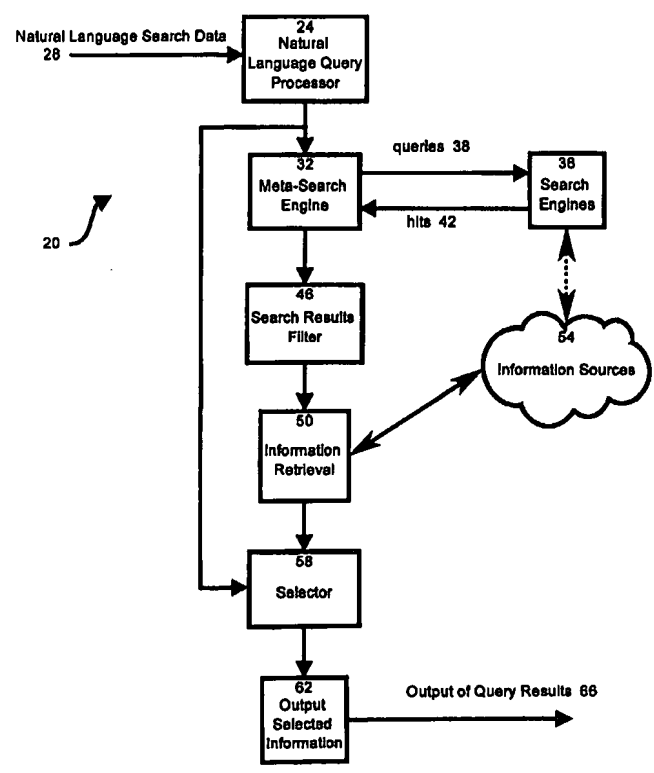 24
Natural Language Search Data
Natural
28
Language Query
Processor
queries 38
32
36
Meta-Search
Search
Engine
Engines
hits 42
20
46
Search Results
Filter
54
Information Sources
50
Information
Retrieval
58
Selector
62
Output of Query Results 66
Output
Selected
Information